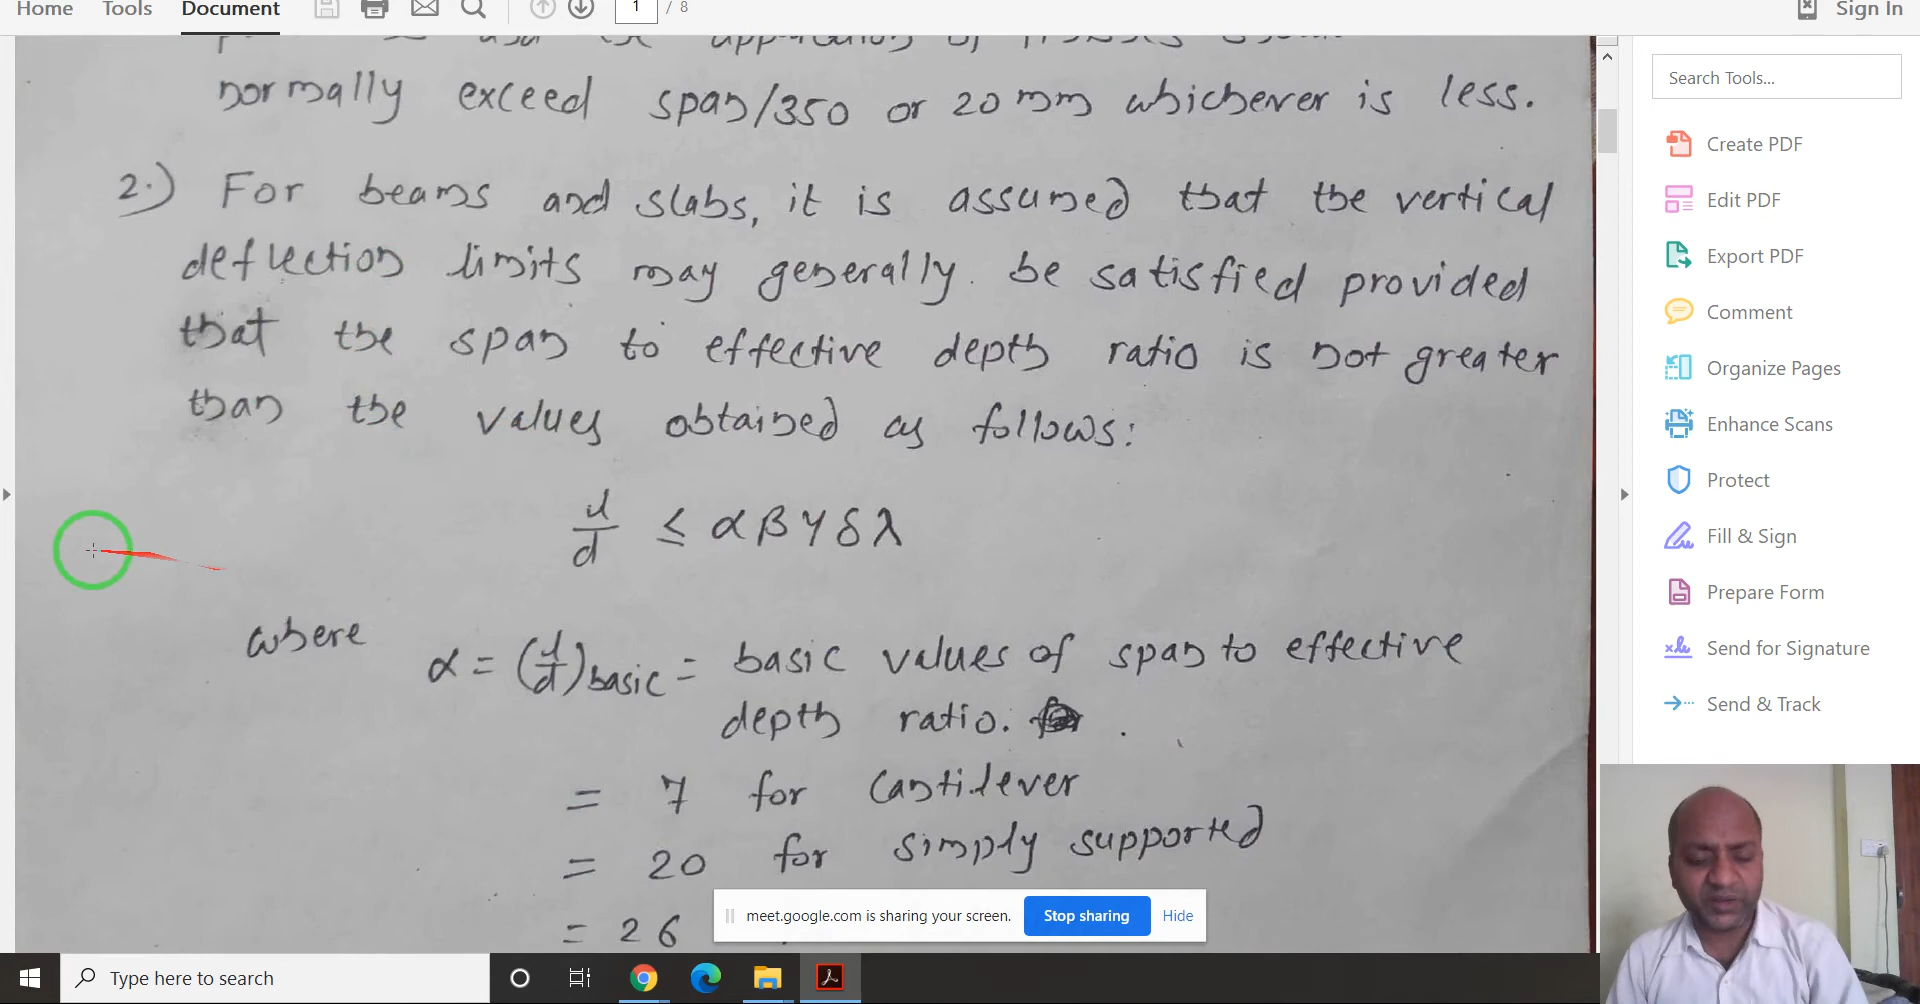 Home Tools Document 1 / 8 Sign In
normally exceed span/350 or 20 mm whichever is less.
2.) For beams and slabs, it is assumed that the vertical
deflection limits may generally be satisfied provided
that the span to effective depth ratio is not greater
than the values obtained as follows:
l/d ≤ αβγδλ
where
α = (l/d)basic = basic values of span to effective
depth ratio.
= 7 for cantilever
= 20 for simply supported
= 26
Search Tools...
Create PDF
Edit PDF
Export PDF
Comment
Organize Pages
Enhance Scans
Protect
Fill & Sign
Prepare Form
Send for Signature
Send & Track
meet.google.com is sharing your screen. Stop sharing Hide
Type here to search